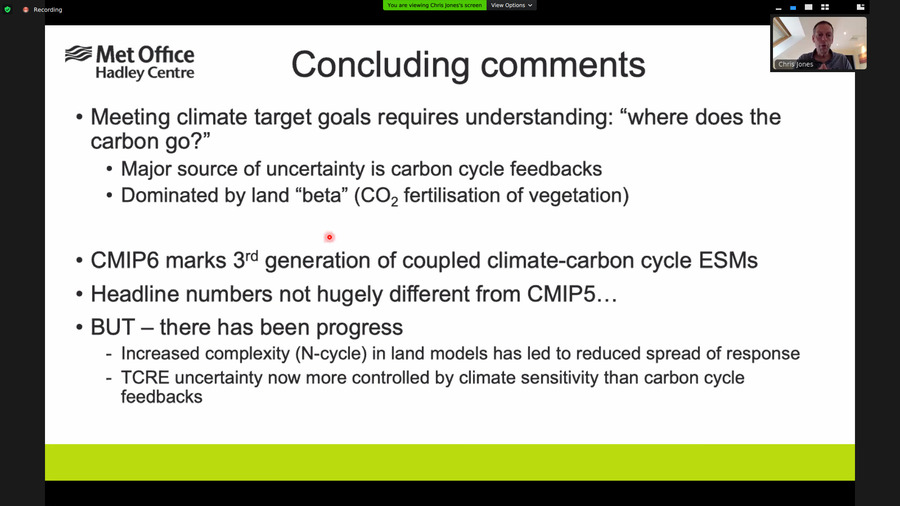 Recording
You are viewing Chris Jones's screen
View Options
Met Office
Hadley Centre
Concluding comments
Chris Jones
• Meeting climate target goals requires understanding: “where does the
carbon go?”
• Major source of uncertainty is carbon cycle feedbacks
• Dominated by land “beta” (CO₂ fertilisation of vegetation)
• CMIP6 marks 3rd generation of coupled climate-carbon cycle ESMs
• Headline numbers not hugely different from CMIP5…
• BUT – there has been progress
- Increased complexity (N-cycle) in land models has led to reduced spread of response
- TCRE uncertainty now more controlled by climate sensitivity than carbon cycle
feedbacks